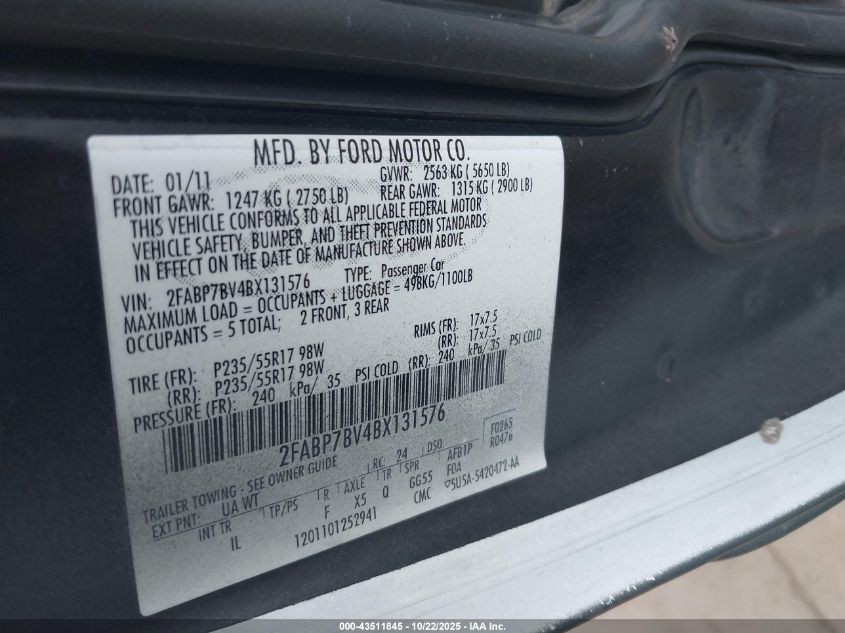 MFD. BY FORD MOTOR CO.
DATE: 01/11 GVWR: 2563 KG ( 5650 LB)
FRONT GAWR: 1247 KG ( 2750 LB) REAR GAWR: 1315 KG ( 2900 LB)
THIS VEHICLE CONFORMS TO ALL APPLICABLE FEDERAL MOTOR
VEHICLE SAFETY, BUMPER, AND THEFT PREVENTION STANDARDS
IN EFFECT ON THE DATE OF MANUFACTURE SHOWN ABOVE.
VIN: 2FABP7BV4BX131576 TYPE: Passenger Car
MAXIMUM LOAD = OCCUPANTS + LUGGAGE = 498KG/1100LB
OCCUPANTS = 5 TOTAL; 2 FRONT, 3 REAR
TIRE (FR): P235/55R17 98W RIMS (FR): 17x7.5
(RR): P235/55R17 98W (RR): 17x7.5
PRESSURE (FR): 240 kPa/ 35 PSI COLD (RR): 240 kPa/ 35 PSI COLD
2FABP7BV4BX131576
F0265
R0476
TRAILER TOWING - SEE OWNER GUIDE RC: 24 DSO: AFB1P
EXT PNT: UA WT FOA
INT TR TP/PS R AXLE TR SPR
IL F X5 Q GG55 CMC ▽5U5A-5420472-AA
1201101252941
000-43511845 - 10/22/2025 - IAA Inc.